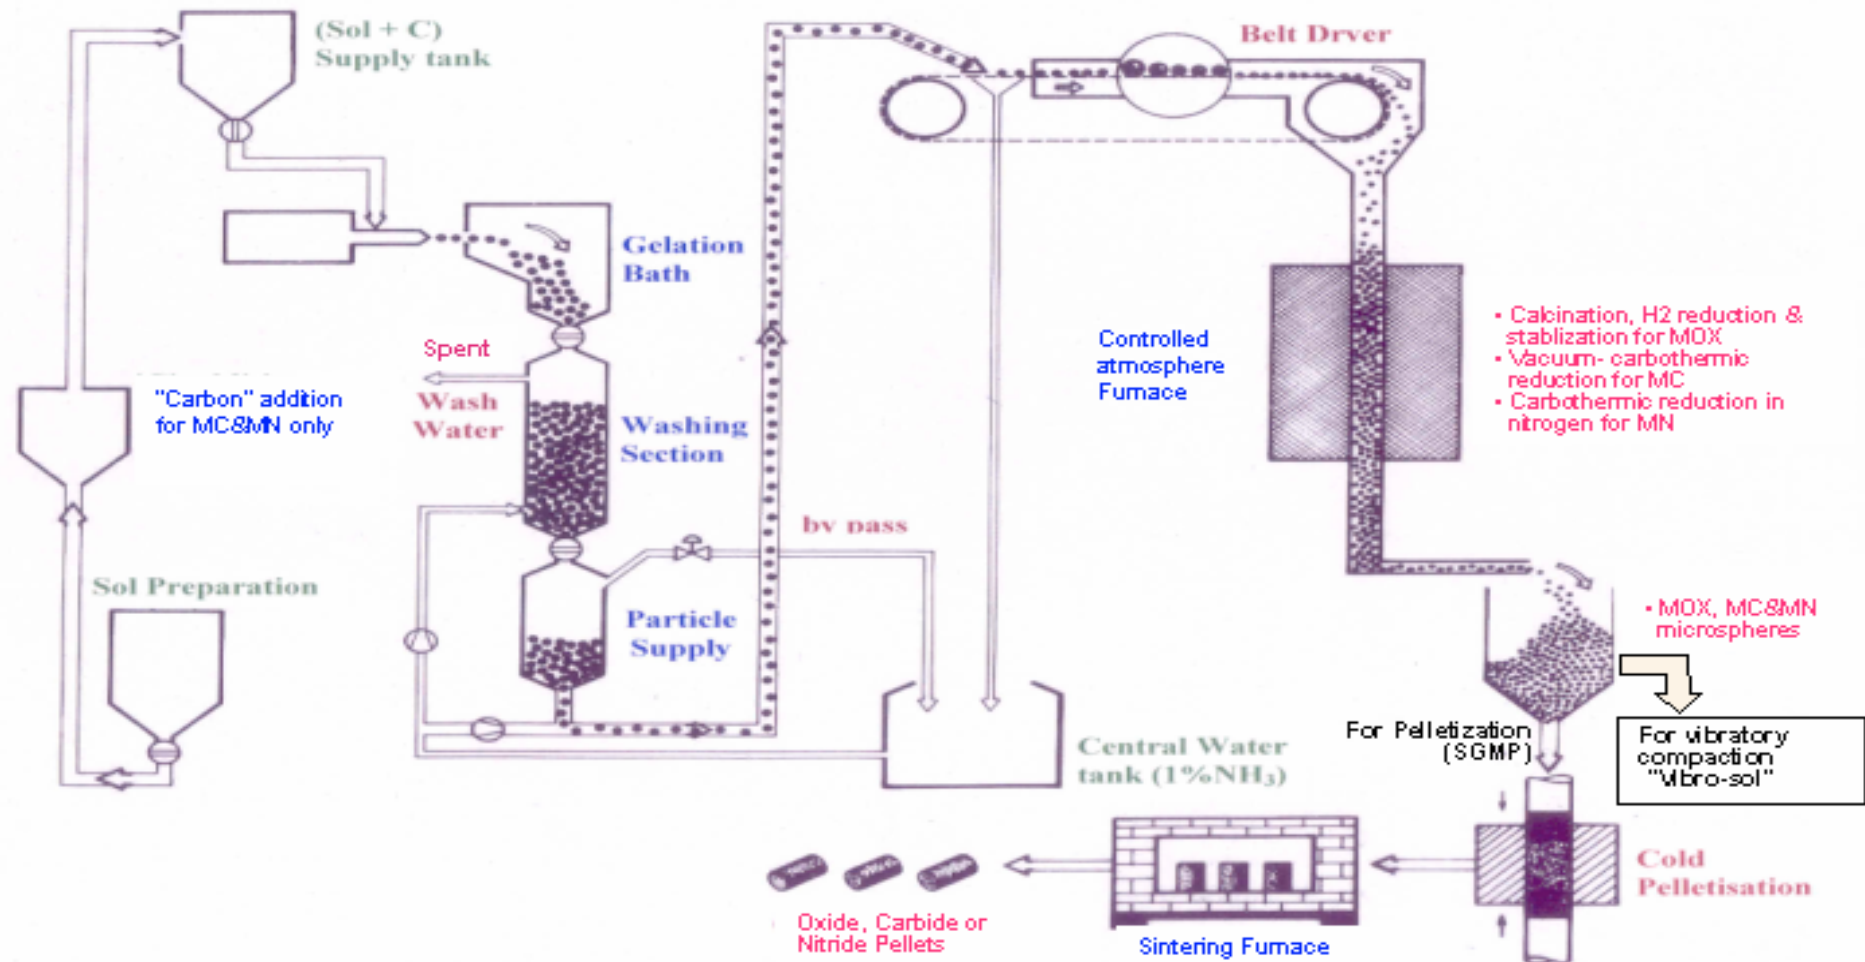 (Sol + C)
Supply tank
Belt Dryer
Gelation
Bath
Spent
Wash
Water
"Carbon" addition
for MC&MN only
Washing
Section
Controlled
atmosphere
Furnace
• Calcination, H2 reduction &
stablization for MOX
• Vacuum- carbothermic
reduction for MC
• Carbothermic reduction in
nitrogen for MN
by pass
Sol Preparation
Particle
Supply
• MOX, MC&MN
microspheres
For Pelletization
(SGMP)
For vibratory
compaction
"vibro-sol"
Central Water
tank (1%NH₃)
Cold
Pelletisation
Oxide, Carbide or
Nitride Pellets
Sintering Furnace